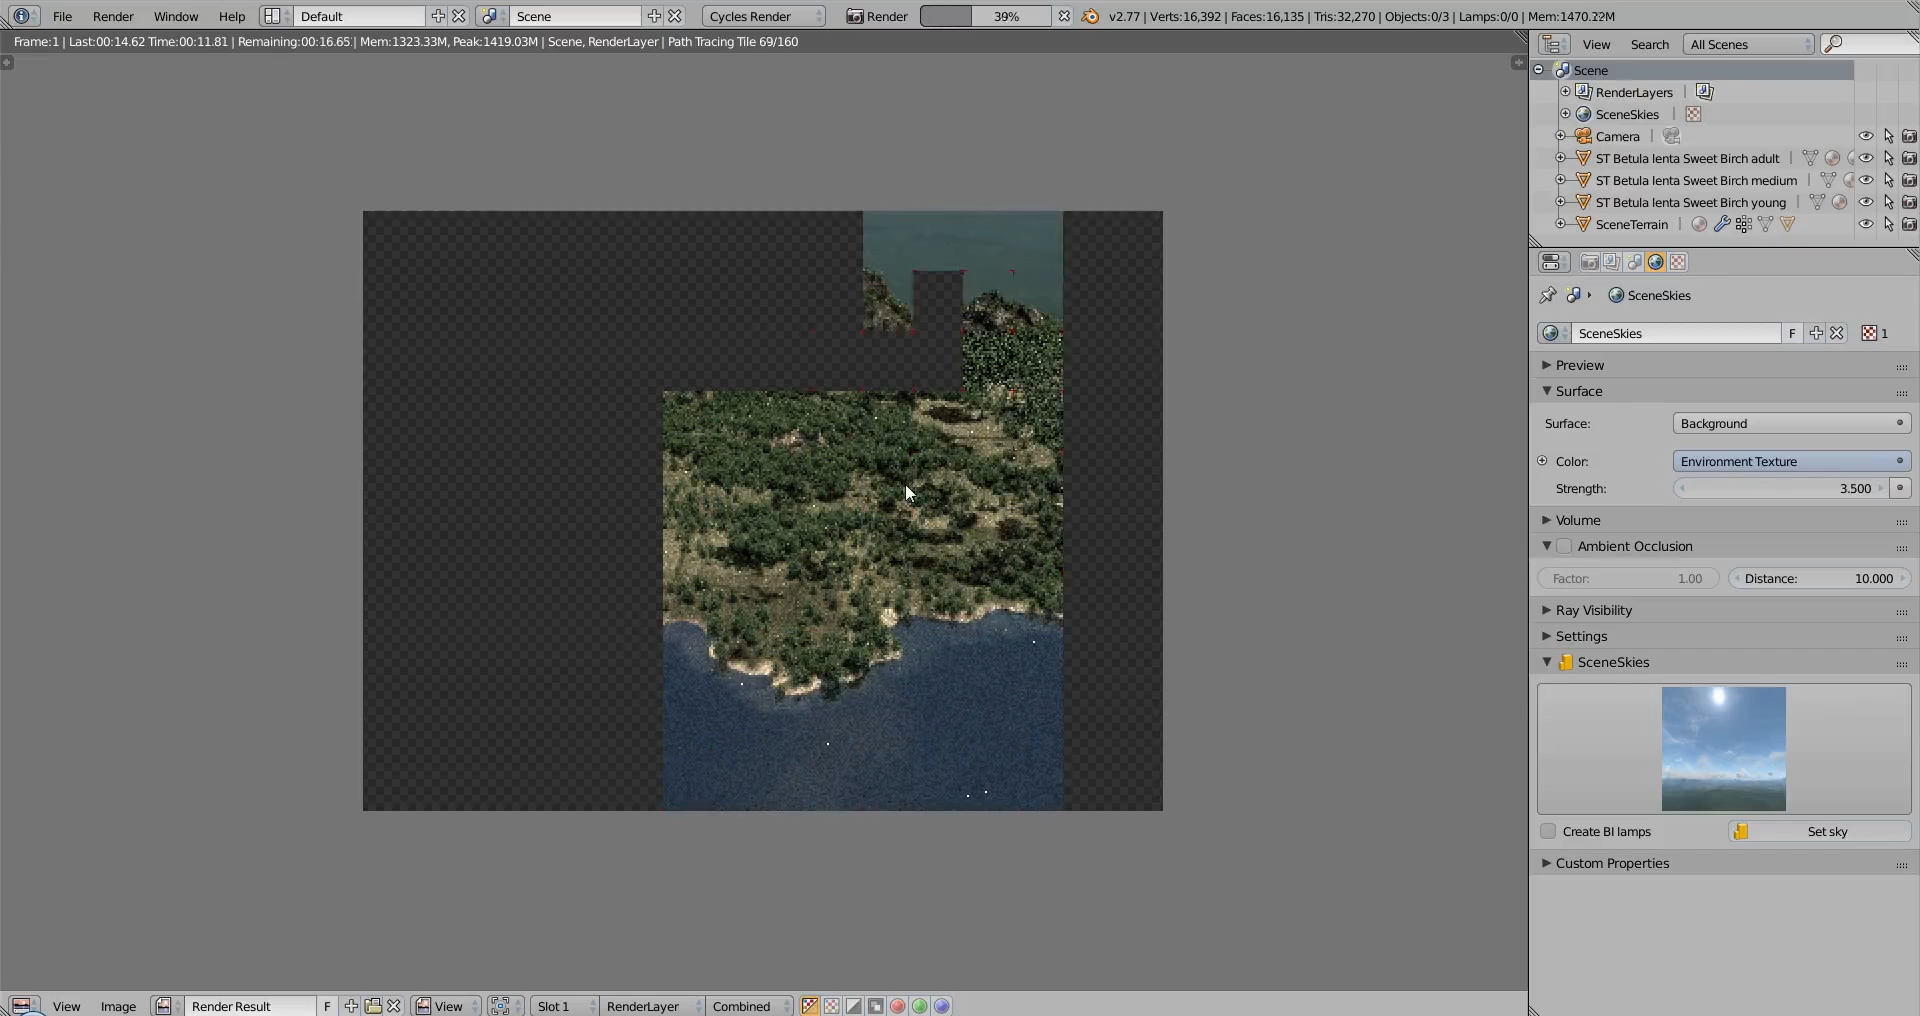 File Render Window Help Default Scene Cycles Render Render 39% v2.77 | Verts:16,392 | Faces:16,135 | Tris:32,270 | Objects:0/3 | Lamps:0/0 |
Frame:1 | Last:00:14.62 Time:00:11.81 | Remaining:00:16.65 | Mem:1323.33M, Peak:1419.03M | Scene, RenderLayer | Path Tracing Tile 69/160
View Search All Scenes
Scene
RenderLayers
SceneSkies
Camera
ST Betula lenta Sweet Birch adult
ST Betula lenta Sweet Birch medium
ST Betula lenta Sweet Birch young
SceneTerrain
SceneSkies
SceneSkies F 1
Preview
Surface
Surface: Background
Color: Environment Texture
Strength: 3.500
Volume
Ambient Occlusion
Factor: 1.00 Distance: 10.000
Ray Visibility
Settings
SceneSkies
Create BI lamps Set sky
Custom Properties
View Image Render Result F View Slot 1 RenderLayer Combined